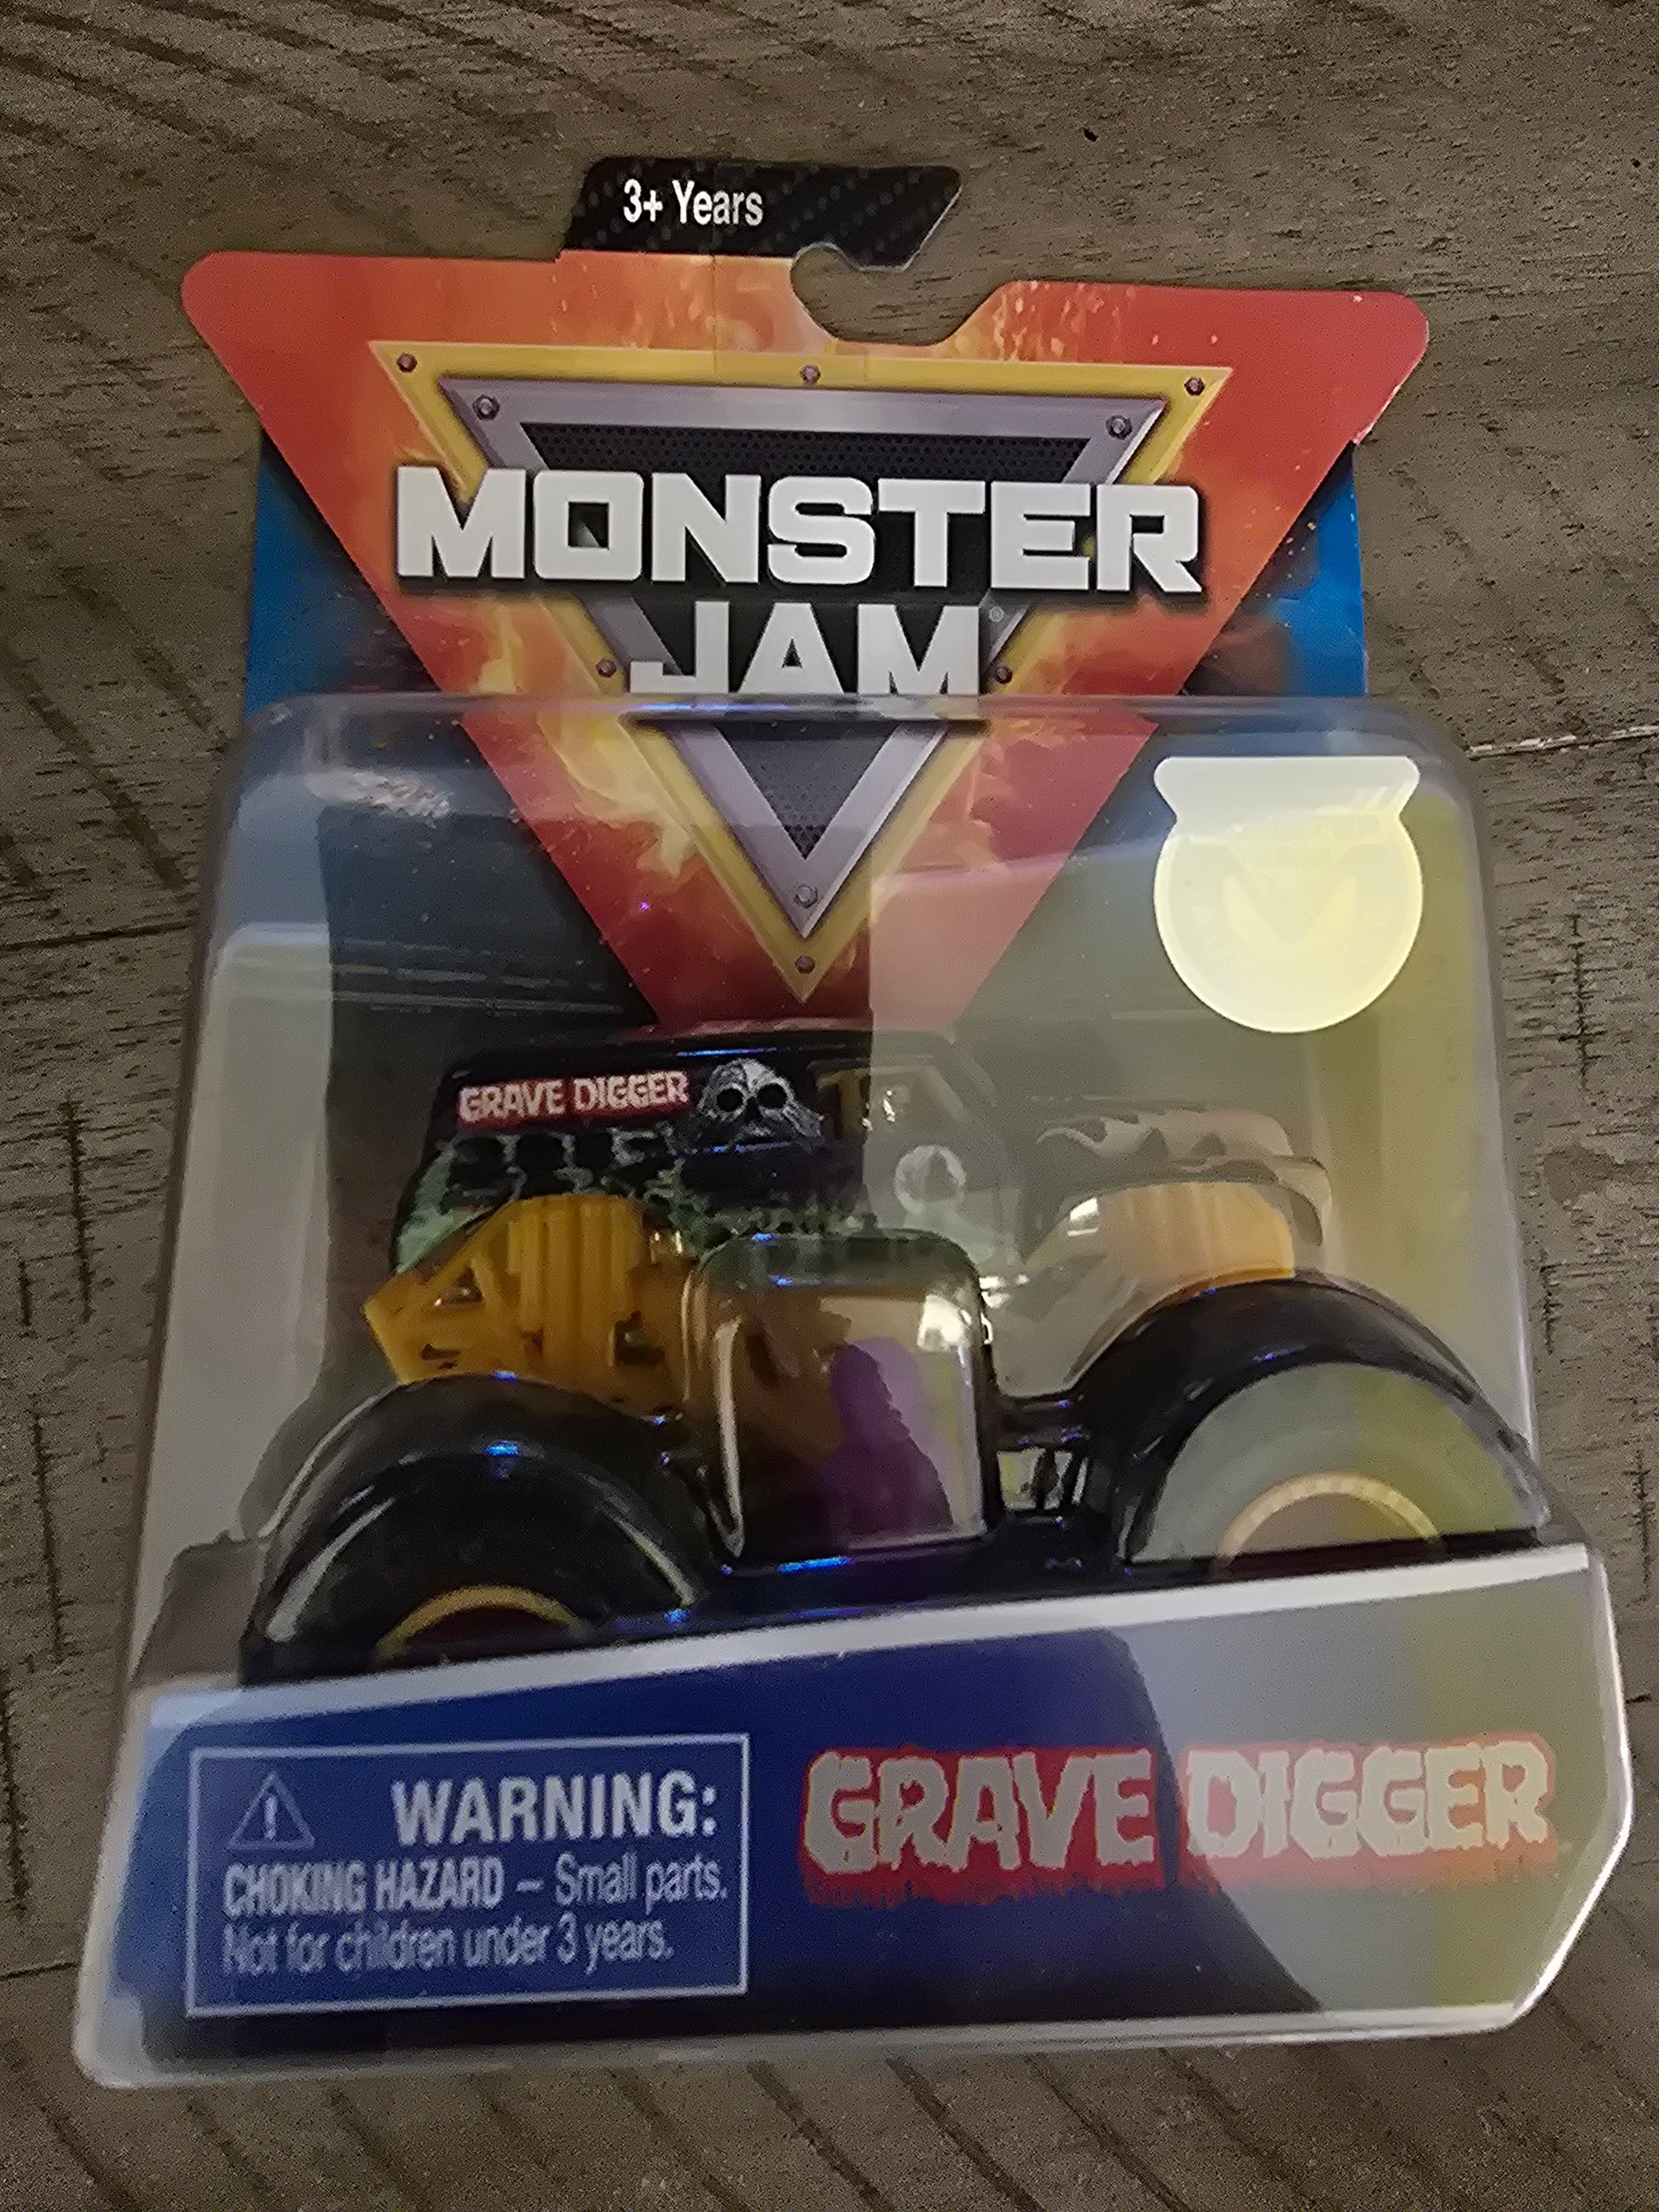 3+ Years
MONSTER
JAM
®
GRAVE DIGGER
WARNING:
CHOKING HAZARD – Small parts.
Not for children under 3 years.
GRAVE DIGGER